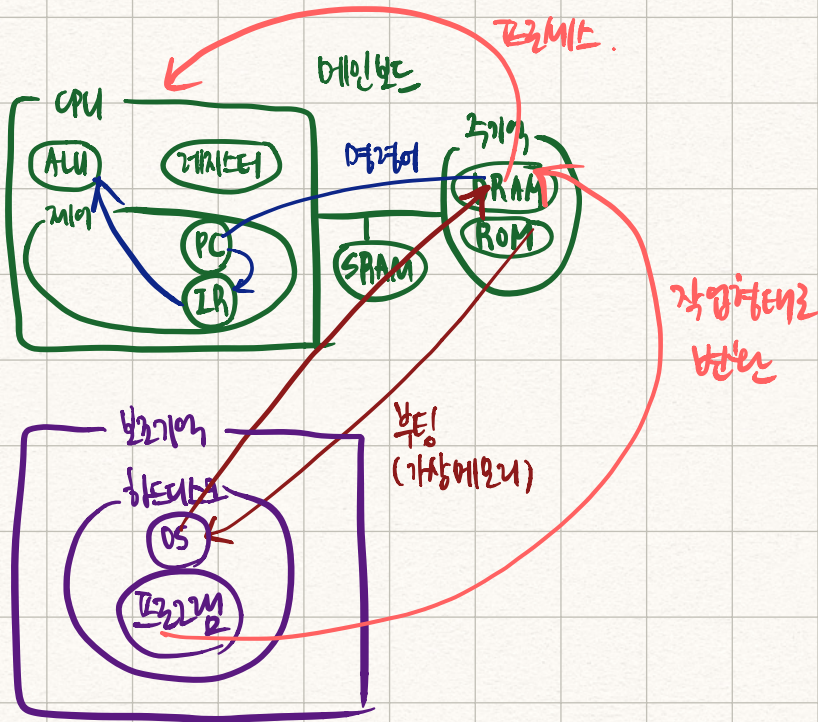 프로세스.
메인보드
CPU
주기억
ALU
레지스터
명령어
DRAM
제어
PC
ROM
SRAM
IR
작업형태로
변환
보조기억
부팅
(가상메모리)
하드디스크
OS
프로그램